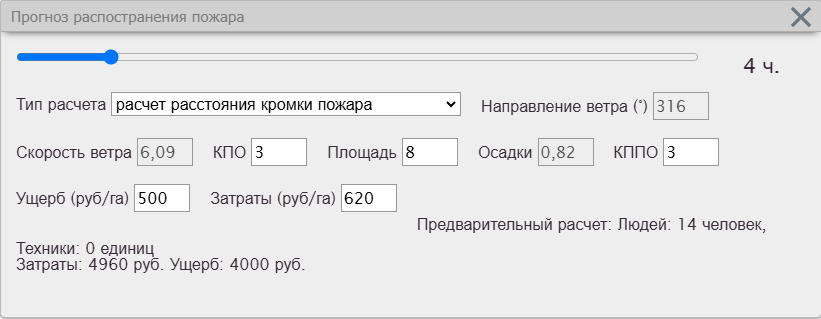 Прогноз распостранения пожара
4 ч.
Тип расчета расчет расстояния кромки пожара Направление ветра (°) 316
Скорость ветра 6,09 КПО 3 Площадь 8 Осадки 0,82 КППО 3
Ущерб (руб/га) 500 Затраты (руб/га) 620
Предварительный расчет: Людей: 14 человек,
Техники: 0 единиц
Затраты: 4960 руб. Ущерб: 4000 руб.